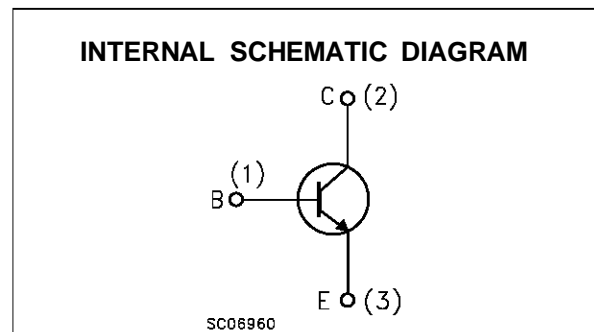 INTERNAL SCHEMATIC DIAGRAM
C (2)
(1)
B
E (3)
SC06960